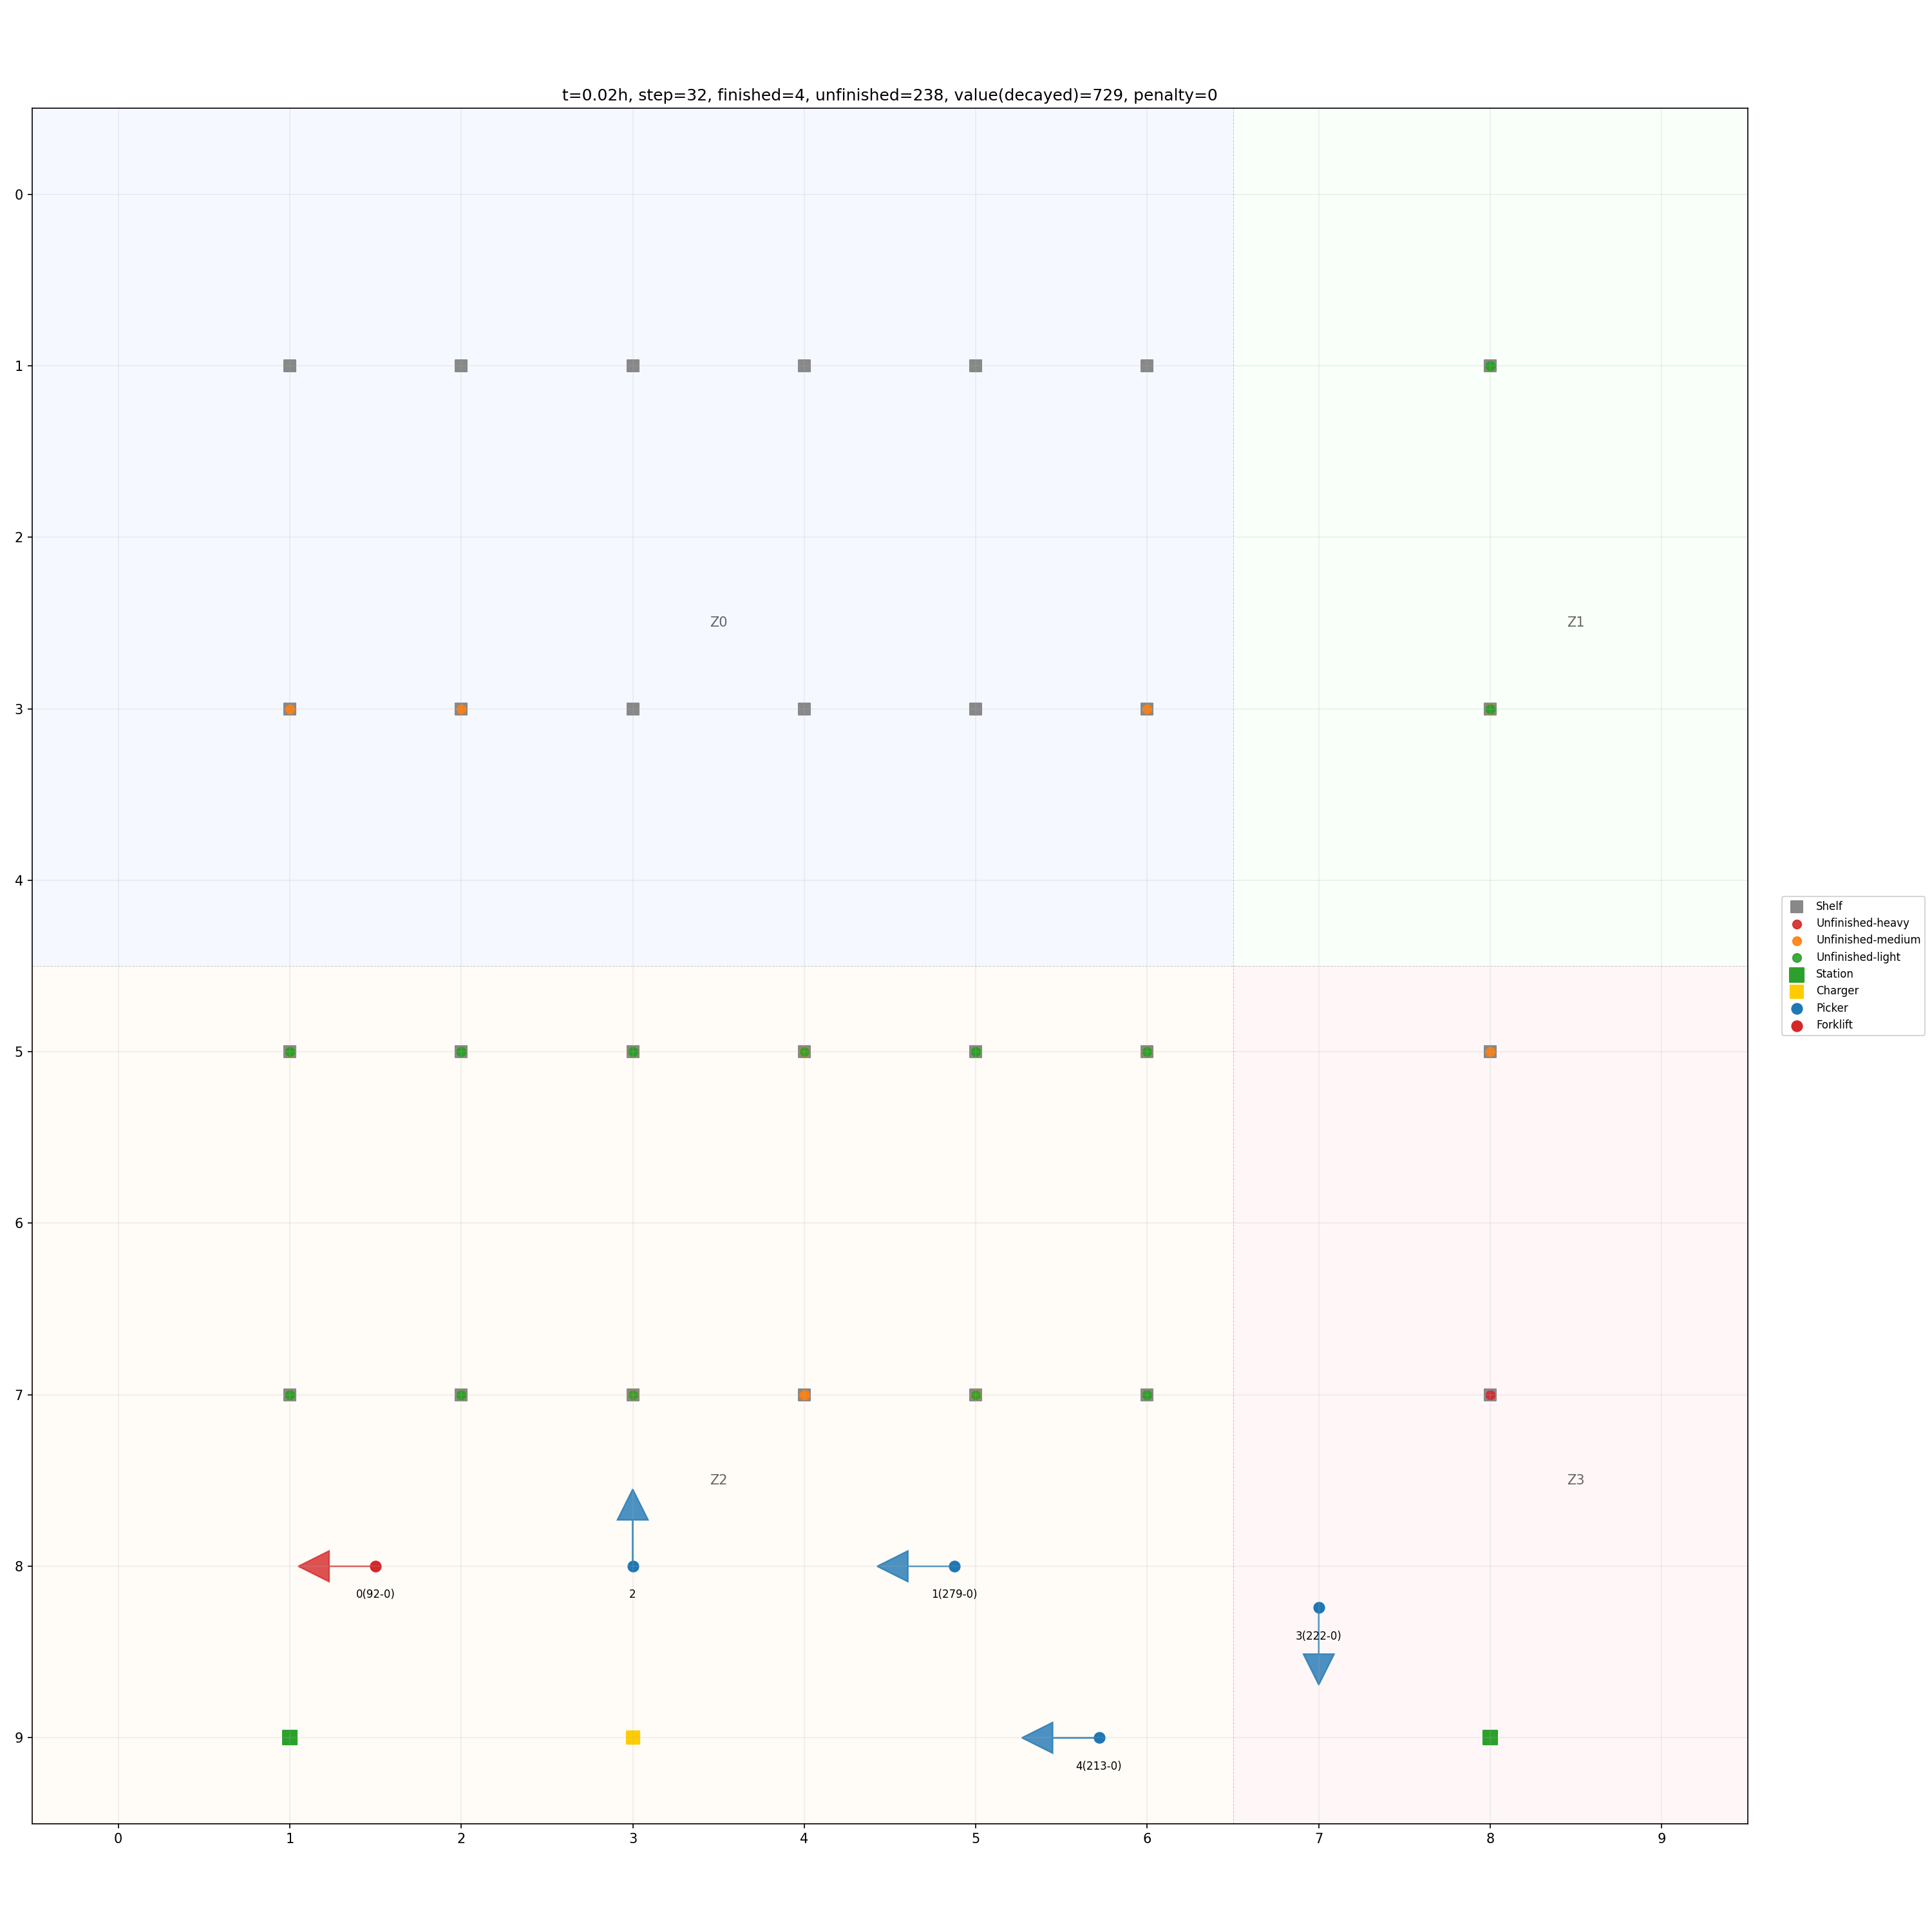 t=0.02h, step=32, finished=4, unfinished=238, value(decayed)=729, penalty=0
0
1
2
Z0
Z1
3
4
Shelf
Unfinished-heavy
Unfinished-medium
Unfinished-light
Station
Charger
Picker
Forklift
5
6
7
Z2
Z3
8
0(92-0)
2
1(279-0)
3(222-0)
9
4(213-0)
0 1 2 3 4 5 6 7 8 9